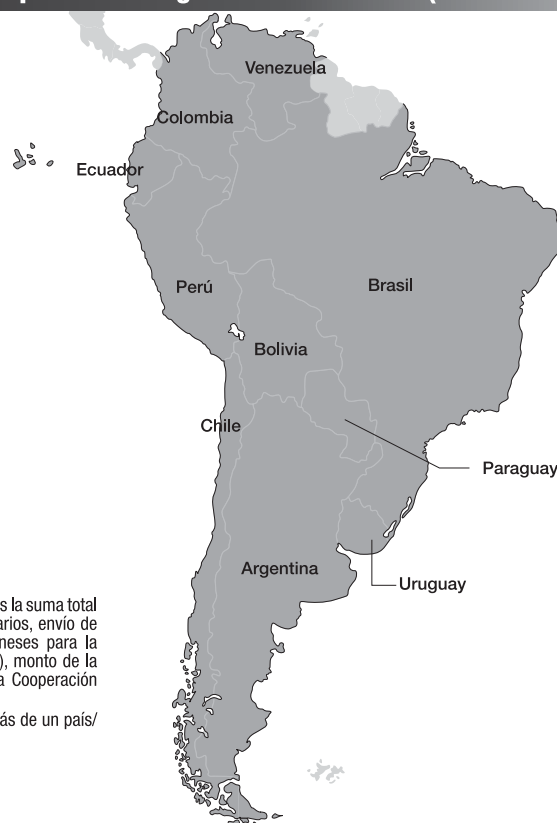 Venezuela
Colombia
Ecuador
Perú
Brasil
Bolivia
Chile
Paraguay
Argentina
Uruguay
s la suma total
arios, envío de
neses para la
), monto de la
a Cooperación
ás de un país/